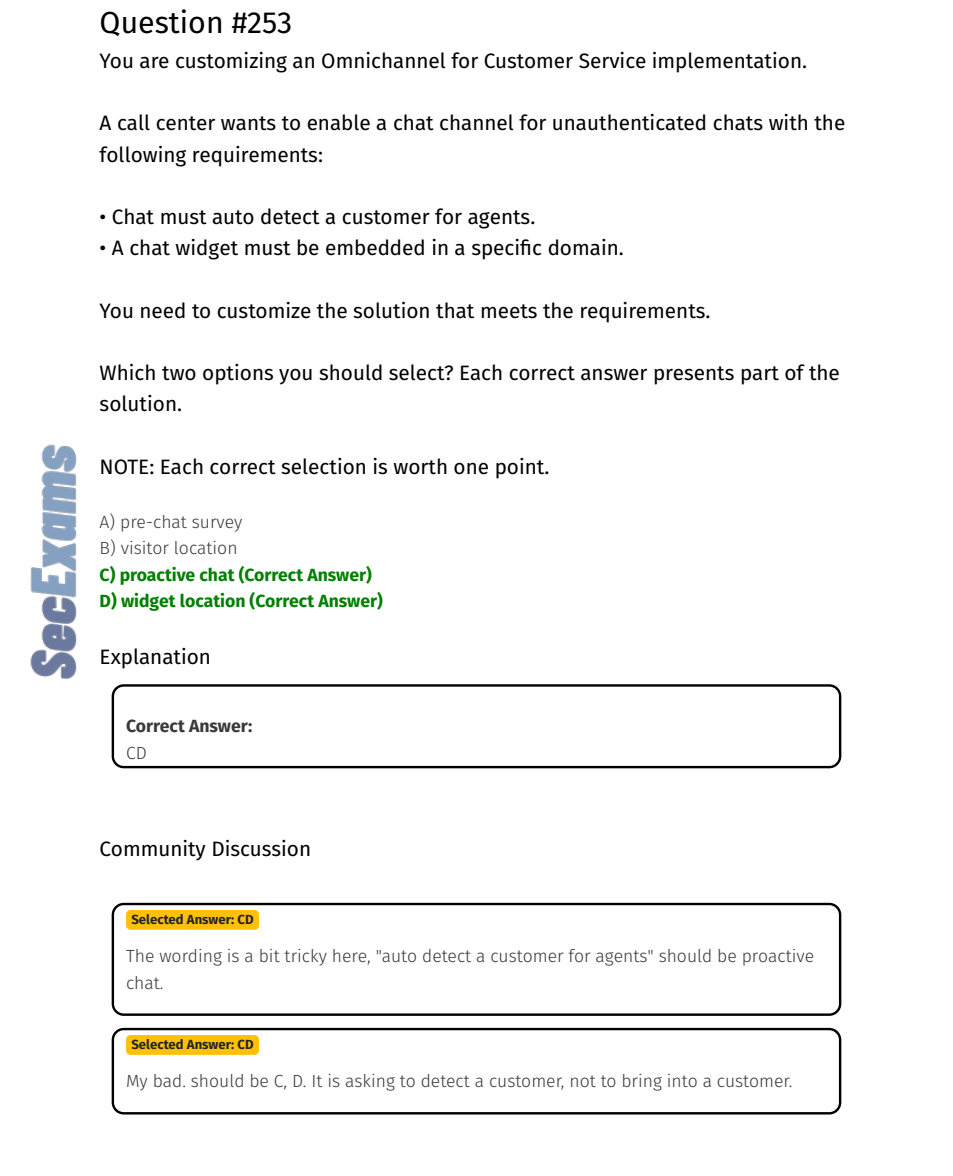 Question #253
You are customizing an Omnichannel for Customer Service implementation.
A call center wants to enable a chat channel for unauthenticated chats with the
following requirements:
• Chat must auto detect a customer for agents.
• A chat widget must be embedded in a specific domain.
You need to customize the solution that meets the requirements.
Which two options you should select? Each correct answer presents part of the
solution.
NOTE: Each correct selection is worth one point.
A) pre-chat survey
B) visitor location
C) proactive chat (Correct Answer)
D) widget location (Correct Answer)
SecExams
Explanation
Correct Answer:
CD
Community Discussion
Selected Answer: CD
The wording is a bit tricky here, "auto detect a customer for agents" should be proactive
chat.
Selected Answer: CD
My bad. should be C, D. It is asking to detect a customer, not to bring into a customer.